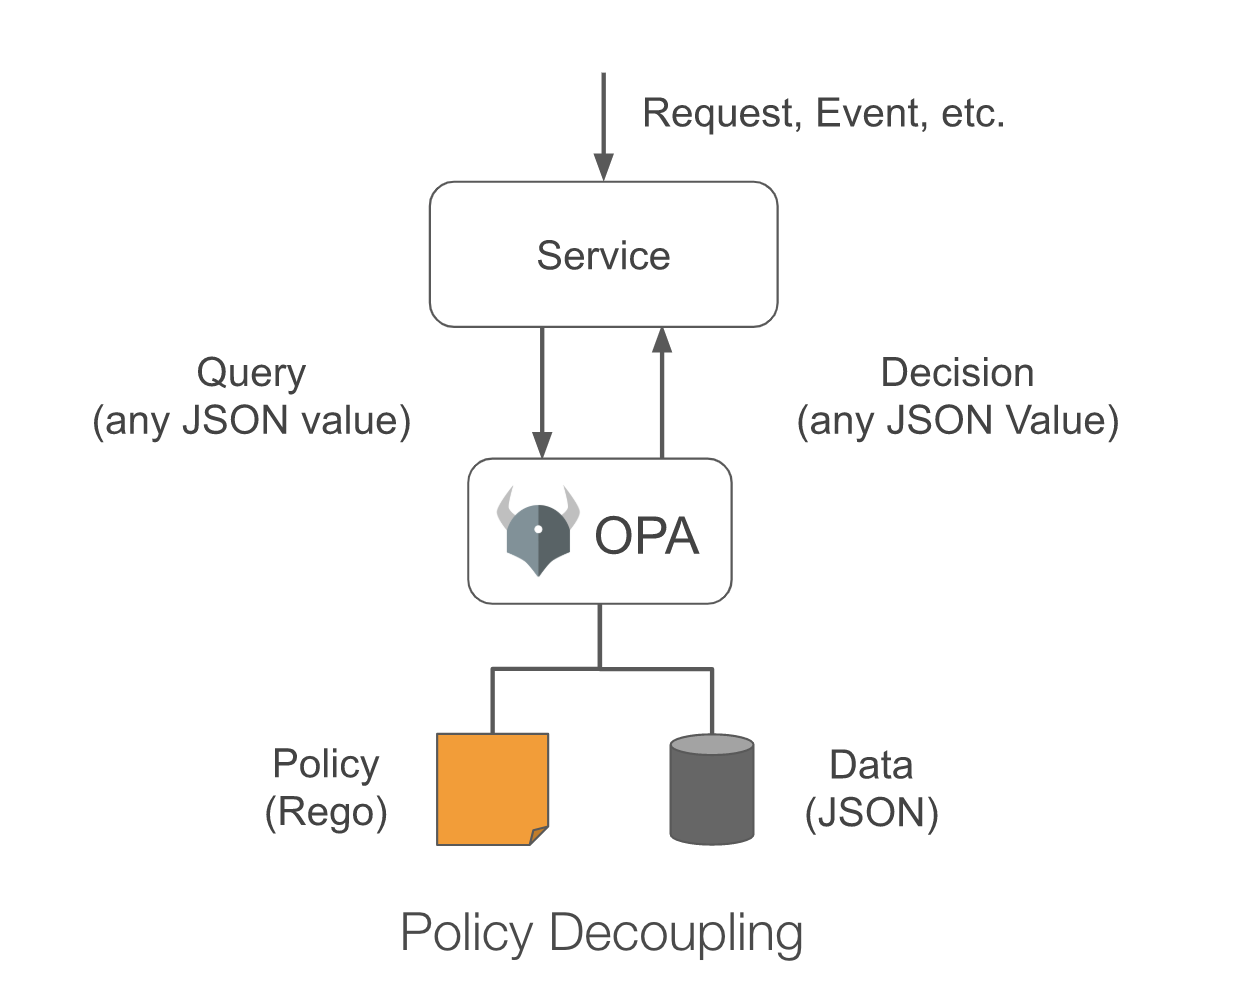 Request, Event, etc.
Service
Query
(any JSON value)
Decision
(any JSON Value)
OPA
Policy
(Rego)
Data
(JSON)
Policy Decoupling